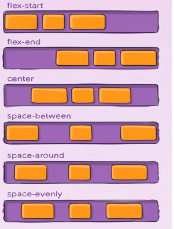 flex-start
flex-end
center
space-between
space-around
space-evenly